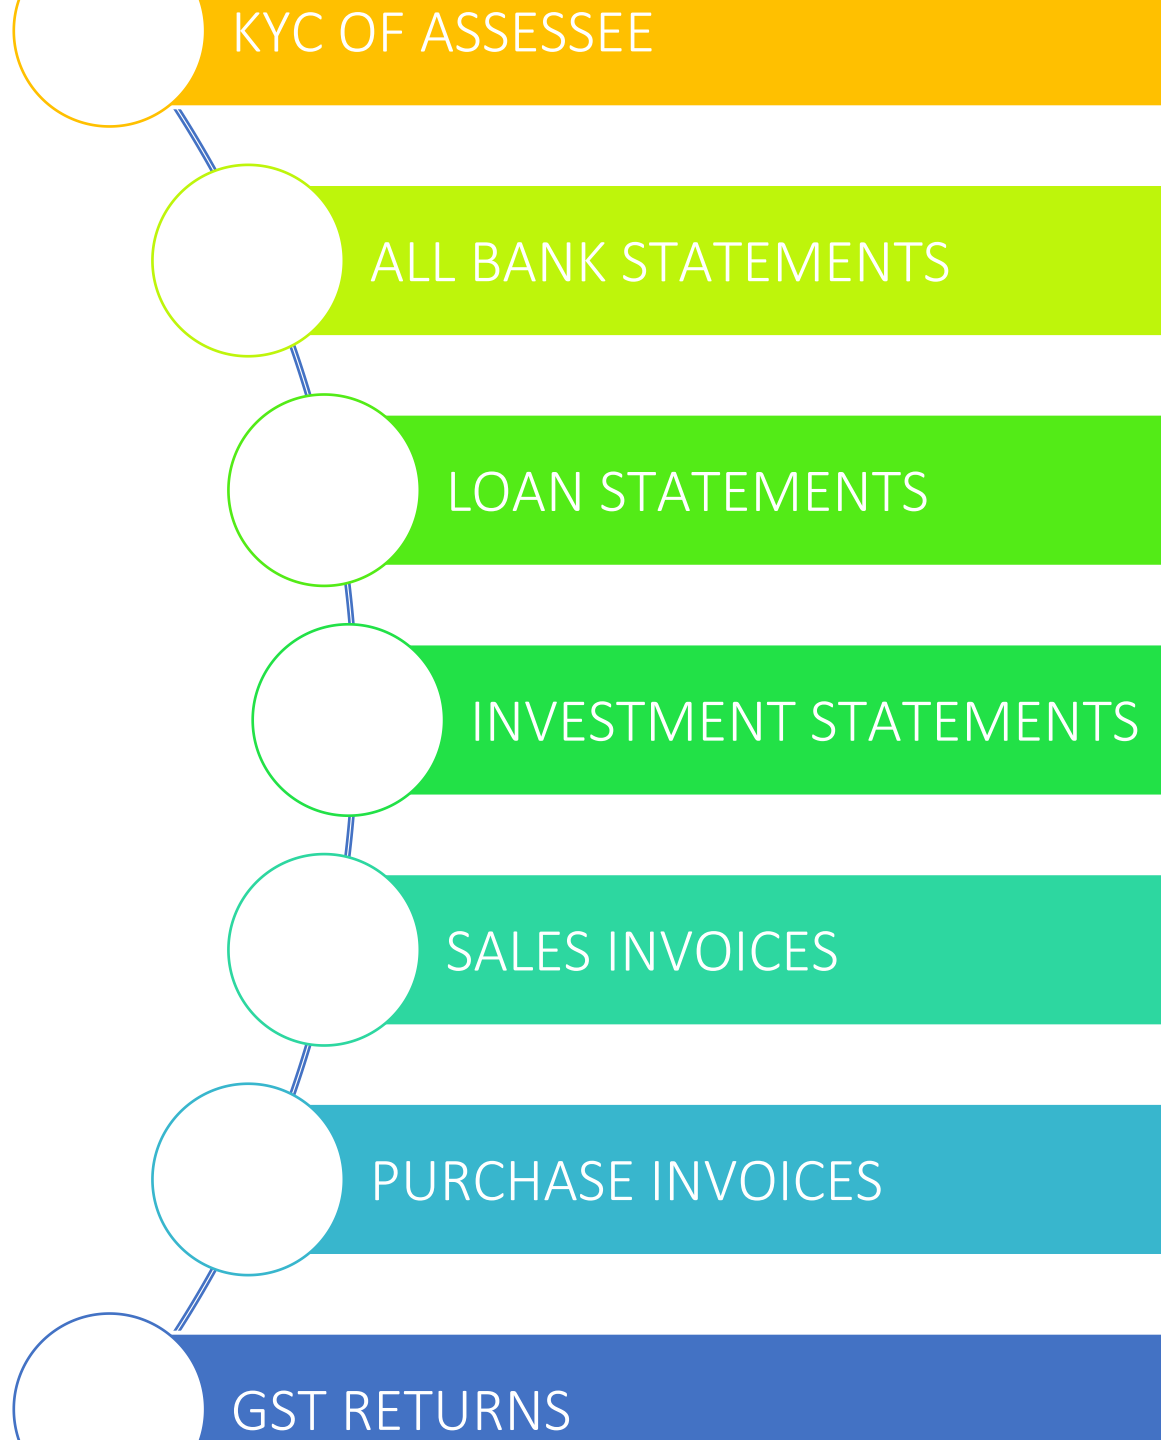 KYC OF ASSESSEE
ALL BANK STATEMENTS
LOAN STATEMENTS
INVESTMENT STATEMENTS
SALES INVOICES
PURCHASE INVOICES
GST RETURNS